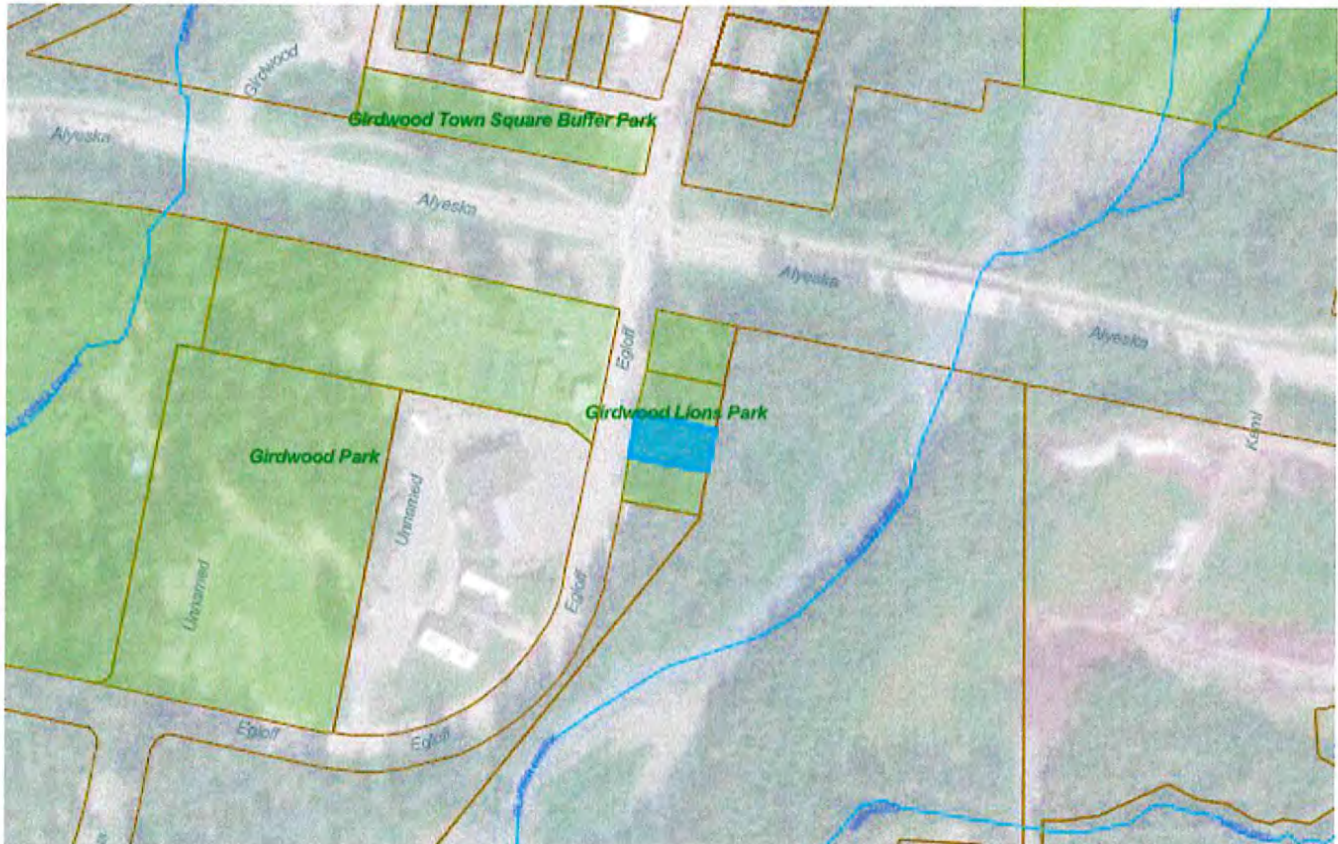 Girdwood
Girdwood Town Square Buffer Park
Alyeska
Alyeska
Alyeska
Alyeska
Egloff
Girdwood Lions Park
Girdwood Park
Unnamed
Unnamed
Egloff
Egloff
Egloff